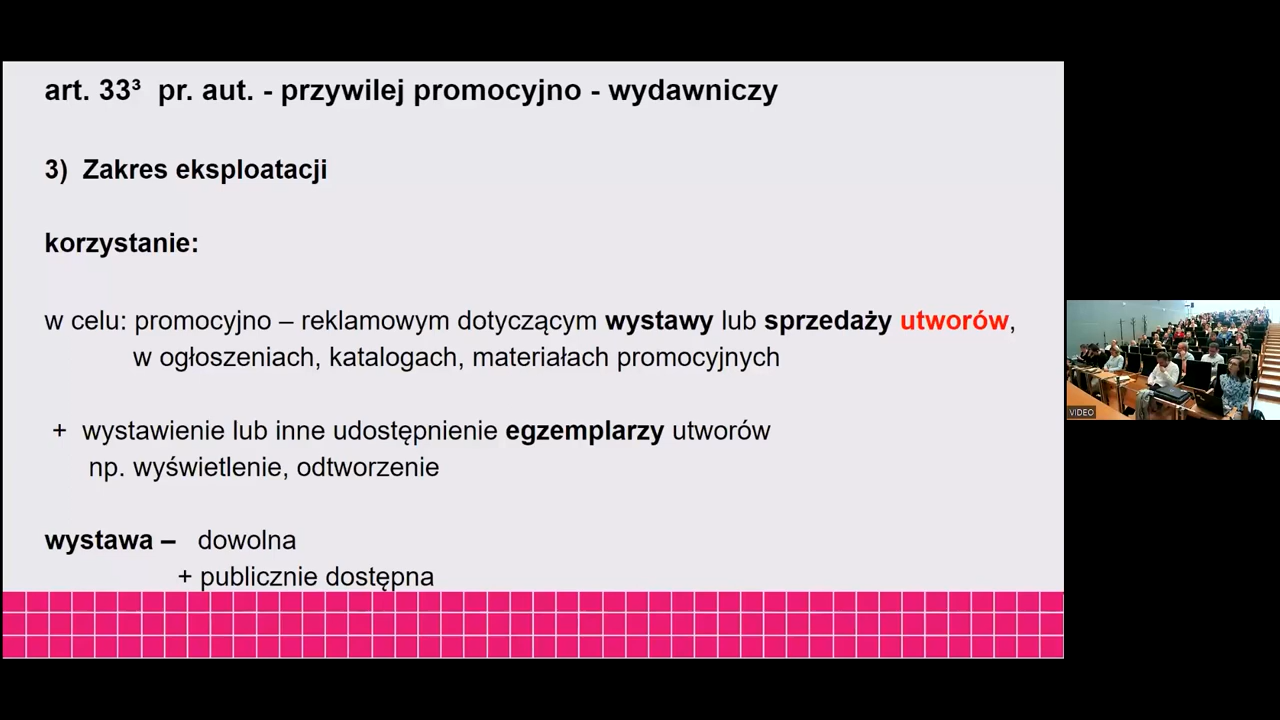 art. 33³ pr. aut. - przywilej promocyjno - wydawniczy
3) Zakres eksploatacji
korzystanie:
w celu: promocyjno – reklamowym dotyczącym wystawy lub sprzedaży utworów,
w ogłoszeniach, katalogach, materiałach promocyjnych
+ wystawienie lub inne udostępnienie egzemplarzy utworów
np. wyświetlenie, odtworzenie
wystawa – dowolna
+ publicznie dostępna
VIDEO